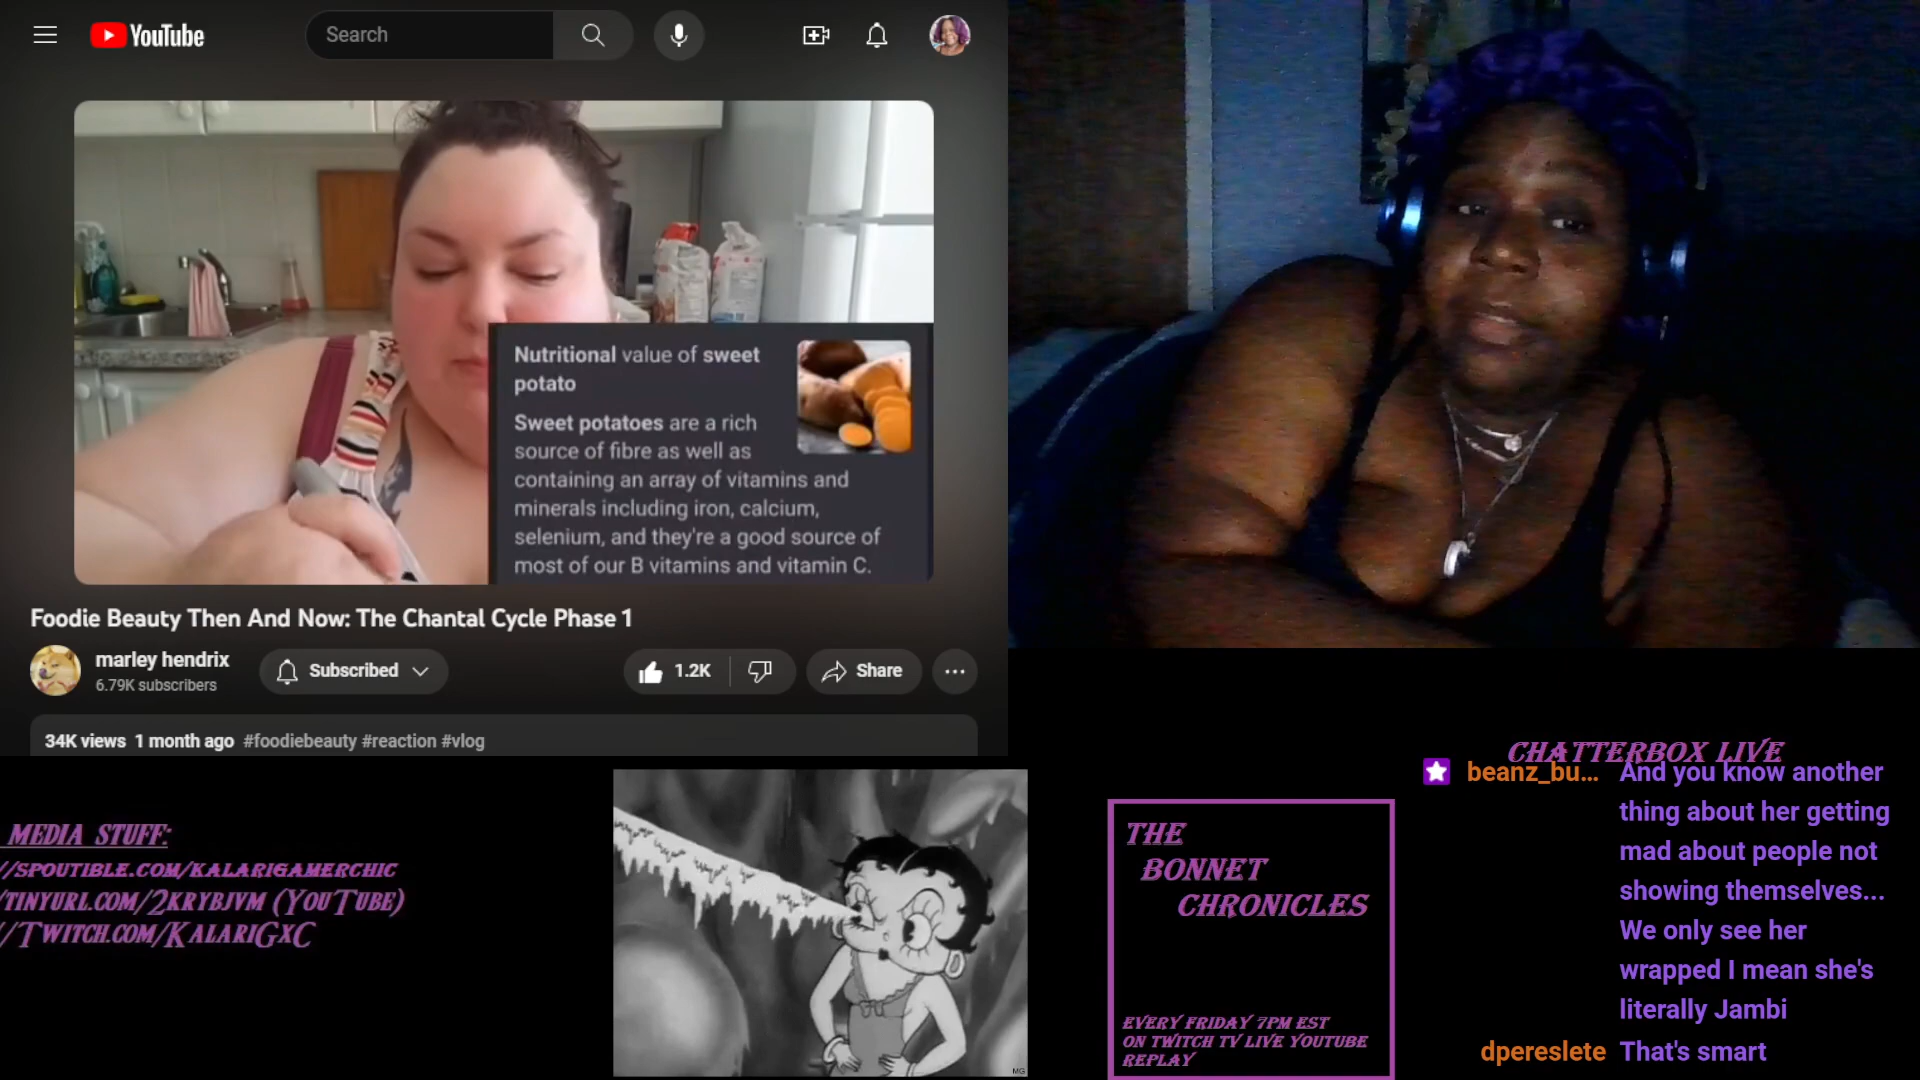 YouTube
Search
Nutritional value of sweet
potato
Sweet potatoes are a rich
source of fibre as well as
containing an array of vitamins and
minerals including iron, calcium,
selenium, and they're a good source of
most of our B vitamins and vitamin C.
Foodie Beauty Then And Now: The Chantal Cycle Phase 1
marley hendrix
6.79K subscribers
Subscribed
1.2K
Share
34K views 1 month ago #foodiebeauty #reaction #vlog
MEDIA STUFF:
//SPOUTIBLE.COM/KALARIGAMERCHIC
/TINYURL.COM/2KRYBJVM (YOUTUBE)
//TWITCH.COM/KALARIGXC
MG
THE
BONNET
CHRONICLES
EVERY FRIDAY 7PM EST
ON TWITCH TV LIVE YOUTUBE
REPLAY
CHATTERBOX LIVE
beanz_bu... And you know another
thing about her getting
mad about people not
showing themselves...
We only see her
wrapped I mean she's
literally Jambi
dpereslete That's smart